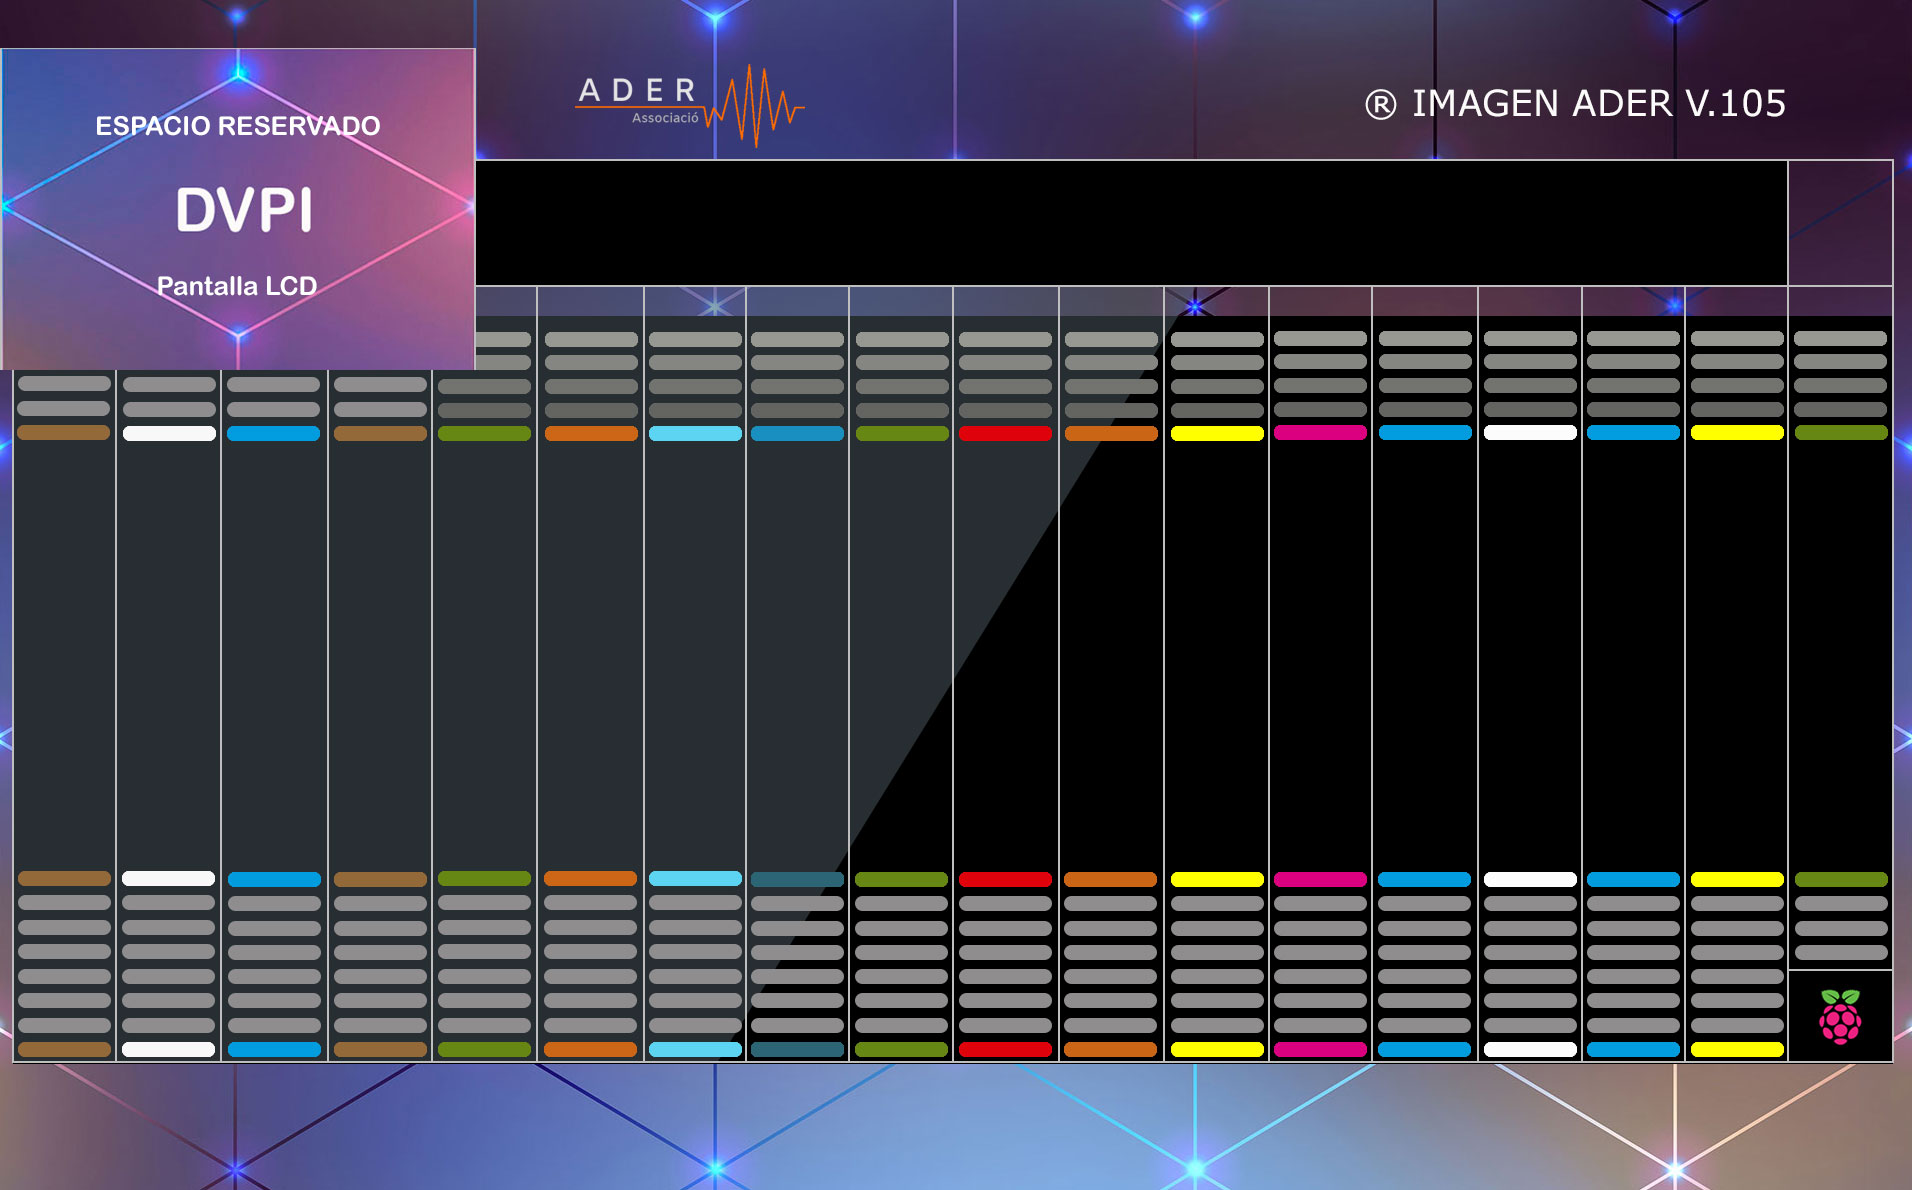 ESPACIO RESERVADO
DVPI
Pantalla LCD
ADER
Associació
® IMAGEN ADER V.105